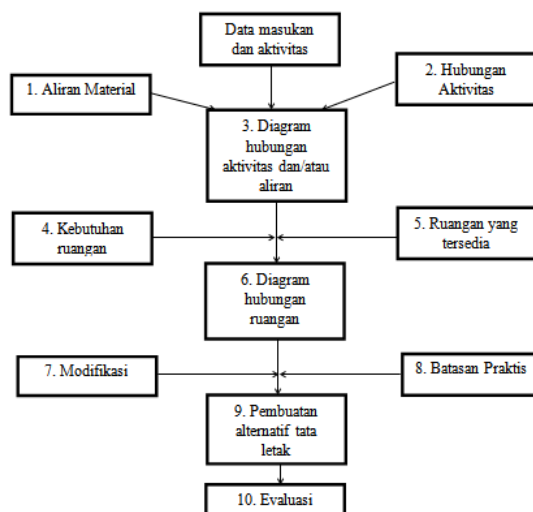 Data masukan
dan aktivitas
1. Aliran Material
2. Hubungan
Aktivitas
3. Diagram
hubungan
aktivitas dan/atau
aliran
4. Kebutuhan
ruangan
5. Ruangan yang
tersedia
6. Diagram
hubungan
ruangan
7. Modifikasi
8. Batasan Praktis
9. Pembuatan
alternatif tata
letak
10. Evaluasi